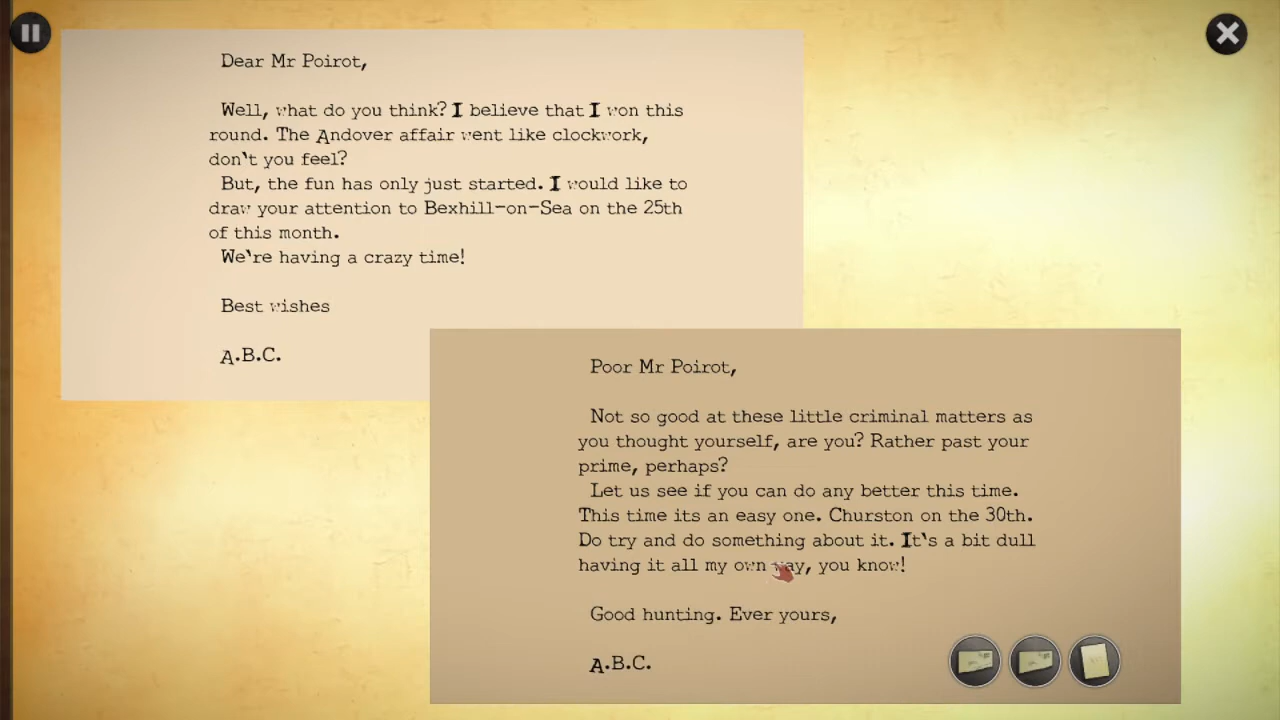 Dear Mr Poirot,
Well, what do you think? I believe that I won this
round. The Andover affair went like clockwork,
don't you feel?
But, the fun has only just started. I would like to
draw your attention to Bexhill-on-Sea on the 25th
of this month.
We're having a crazy time!
Best wishes
A.B.C.
Poor Mr Poirot,
Not so good at these little criminal matters as
you thought yourself, are you? Rather past your
prime, perhaps?
Let us see if you can do any better this time.
This time its an easy one. Churston on the 30th.
Do try and do something about it. It's a bit dull
having it all my own way, you know!
Good hunting. Ever yours,
A.B.C.